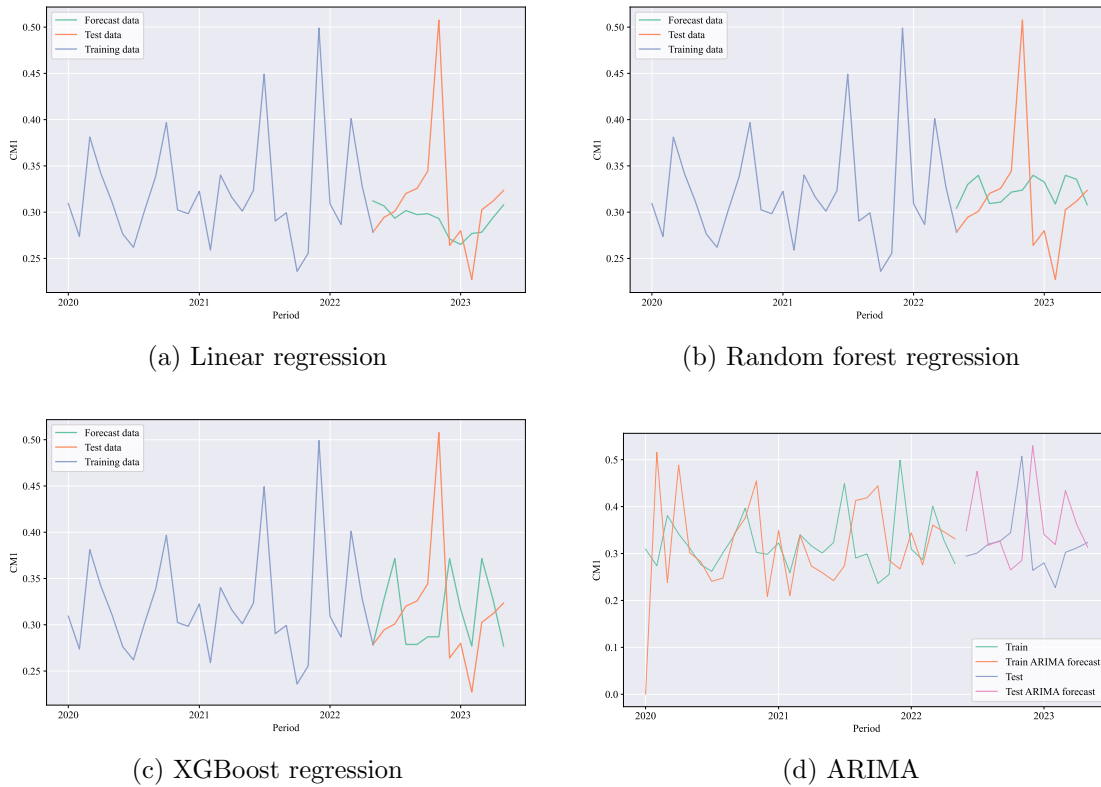 Forecast data
Test data
Training data
0.50
0.45
0.40
0.35
0.30
0.25
CM1
2020
2021
2022
2023
Period
(a) Linear regression
Forecast data
Test data
Training data
0.50
0.45
0.40
0.35
0.30
0.25
CM1
2020
2021
2022
2023
Period
(b) Random forest regression
Forecast data
Test data
Training data
0.50
0.45
0.40
0.35
0.30
0.25
CM1
2020
2021
2022
2023
Period
(c) XGBoost regression
0.5
0.4
0.3
0.2
0.1
0.0
CM1
Train
Train ARIMA forecast
Test
Test ARIMA forecast
2020
2021
2022
2023
Period
(d) ARIMA